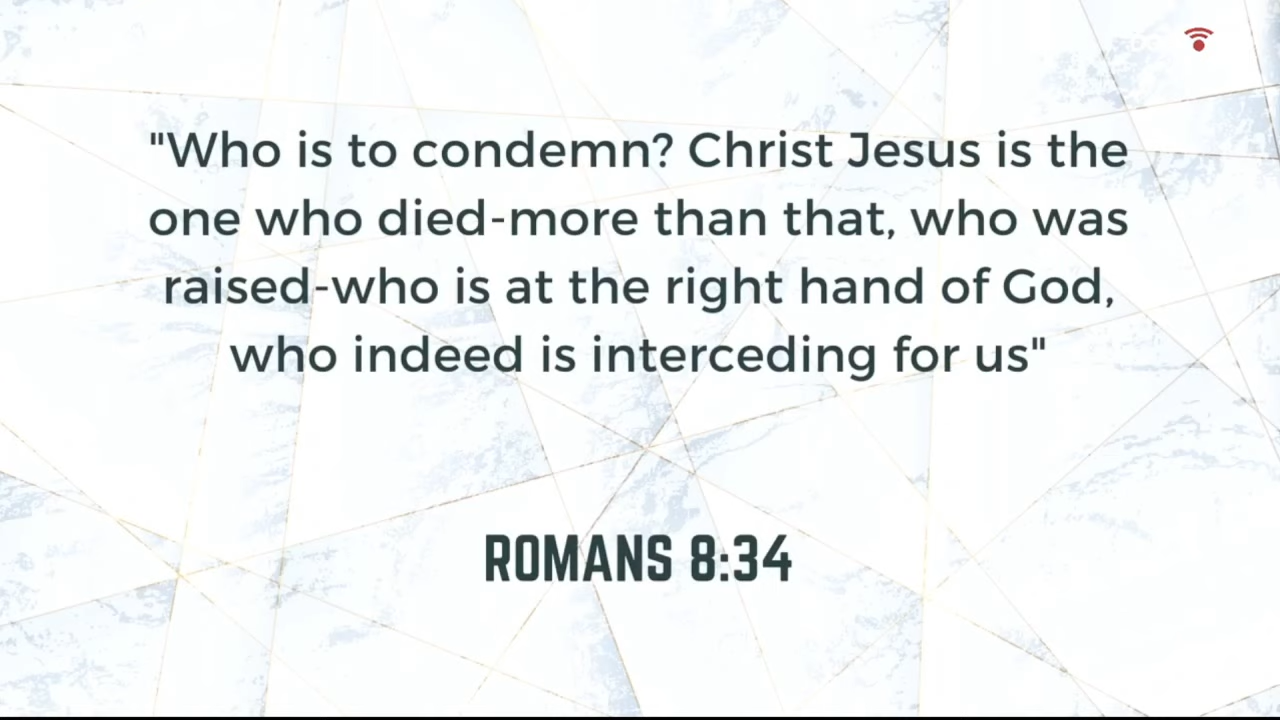 "Who is to condemn? Christ Jesus is the
one who died-more than that, who was
raised-who is at the right hand of God,
who indeed is interceding for us"
ROMANS 8:34